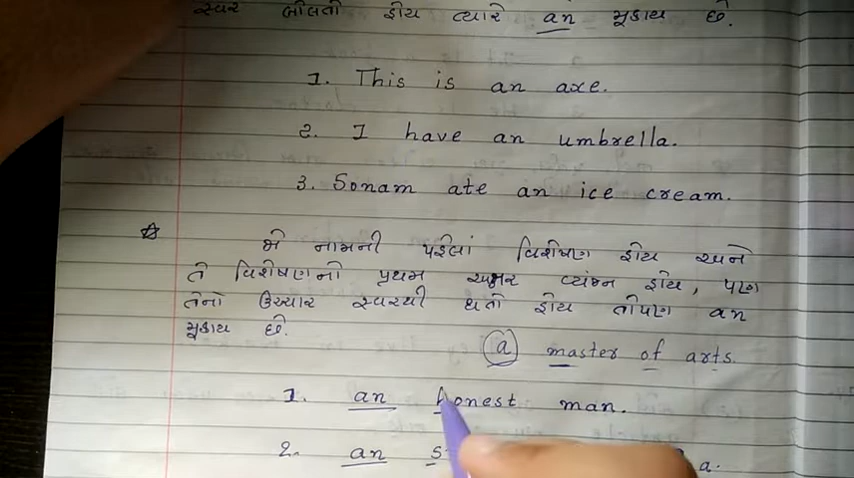 સ્વર બોલતો હોય ત્યારે an મૂકાય છે.
1. This is an axe.
2. I have an umbrella.
3. Sonam ate an ice cream.
જો નામની પહેલાં વિશેષણ હોય અને
તે વિશેષણનો પ્રથમ અક્ષર વ્યંજન હોય, પણ
તેનો ઉચ્ચાર સ્વરથી થતો હોય તોપણ an
મૂકાય છે.
a master of arts.
1. an honest man.
2. an